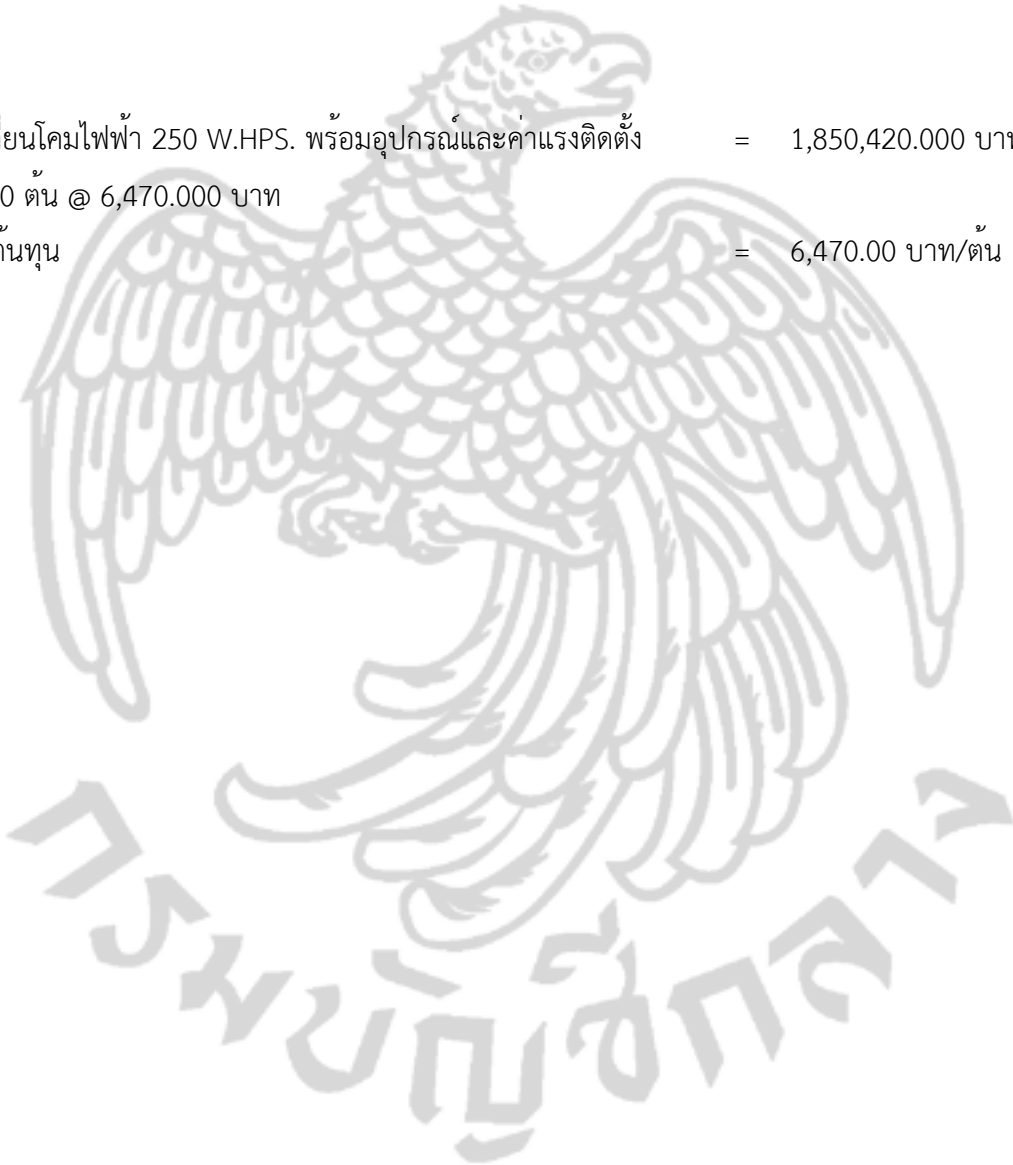 ยนโคมไฟฟ้า 250 W.HPS. พร้อมอุปกรณ์และค่าแรงติดตั้ง = 1,850,420.000 บาท
0 ต้น @ 6,470.000 บาท
ต้นทุน = 6,470.00 บาท/ต้น
กรมบัญชีกลาง